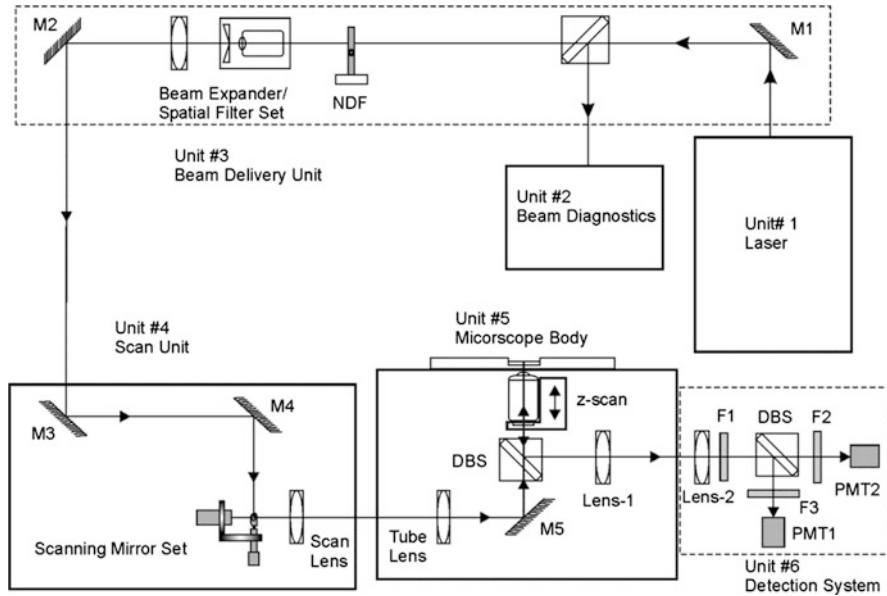 M2
M1
Beam Expander/
Spatial Filter Set
NDF
Unit #3
Beam Delivery Unit
Unit #2
Beam Diagnostics
Unit# 1
Laser
Unit #4
Scan Unit
Unit #5
Micorscope Body
M3
M4
z-scan
DBS
Lens-1
M5
F1
DBS
F2
Lens-2
PMT2
F3
PMT1
Scanning Mirror Set
Scan
Lens
Tube
Lens
Unit #6
Detection System